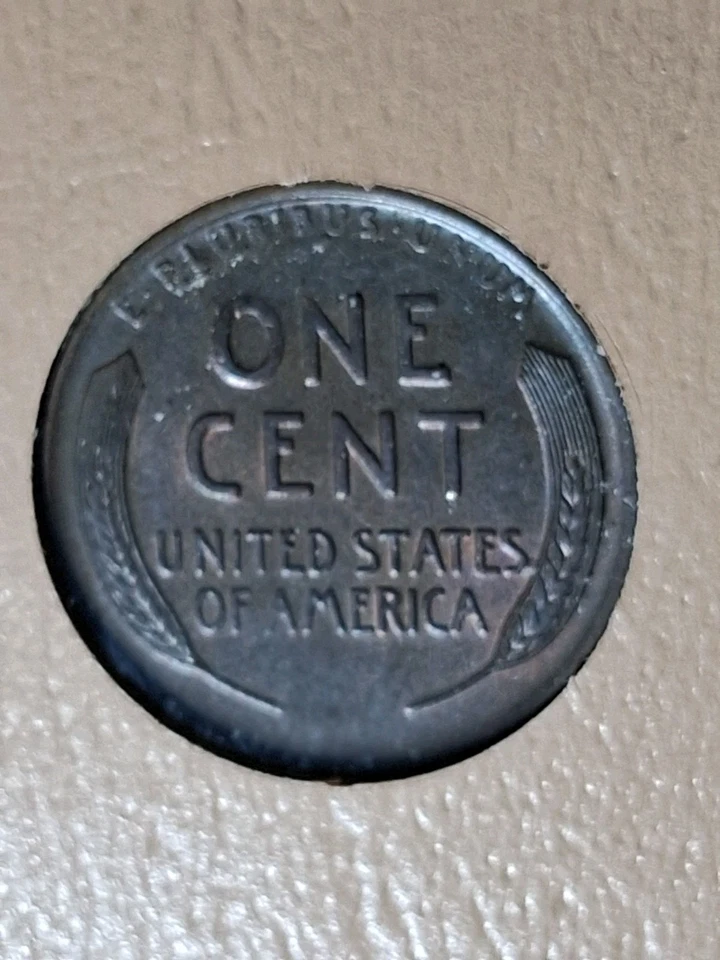 E·PLURIBUS·UNUM
ONE
CENT
UNITED STATES
OF AMERICA